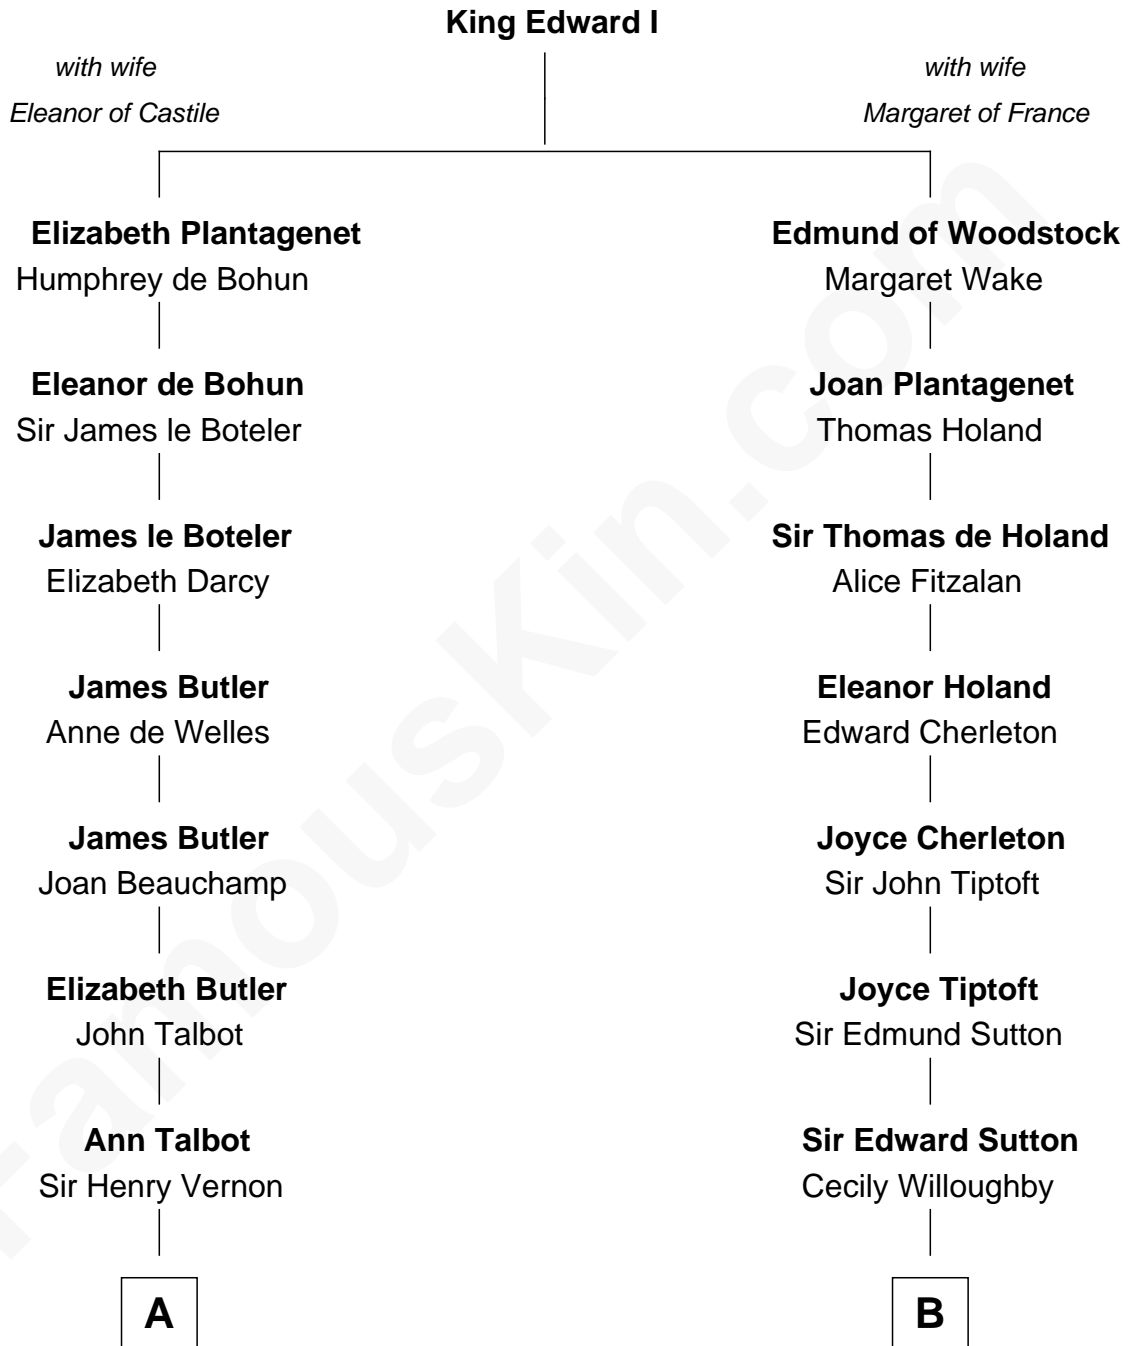 King Edward I
with wife
Eleanor of Castile
with wife
Margaret of France
Elizabeth Plantagenet
Humphrey de Bohun
Edmund of Woodstock
Margaret Wake
Eleanor de Bohun
Sir James le Boteler
Joan Plantagenet
Thomas Holand
James le Boteler
Elizabeth Darcy
Sir Thomas de Holand
Alice Fitzalan
James Butler
Anne de Welles
Eleanor Holand
Edward Cherleton
James Butler
Joan Beauchamp
Joyce Cherleton
Sir John Tiptoft
Elizabeth Butler
John Talbot
Joyce Tiptoft
Sir Edmund Sutton
Ann Talbot
Sir Henry Vernon
Sir Edward Sutton
Cecily Willoughby
A
B
FamousKin.com